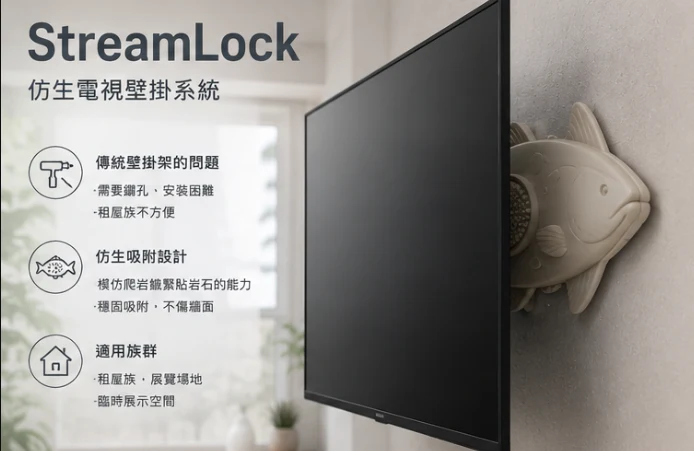 StreamLock
仿生電視壁掛系統
傳統壁掛架的問題
·需要鑽孔、安裝困難
·租屋族不方便
仿生吸附設計
模仿爬岩鰍緊貼岩石的能力
·穩固吸附，不傷牆面
適用族群
·租屋族，展覽場地
·臨時展示空間